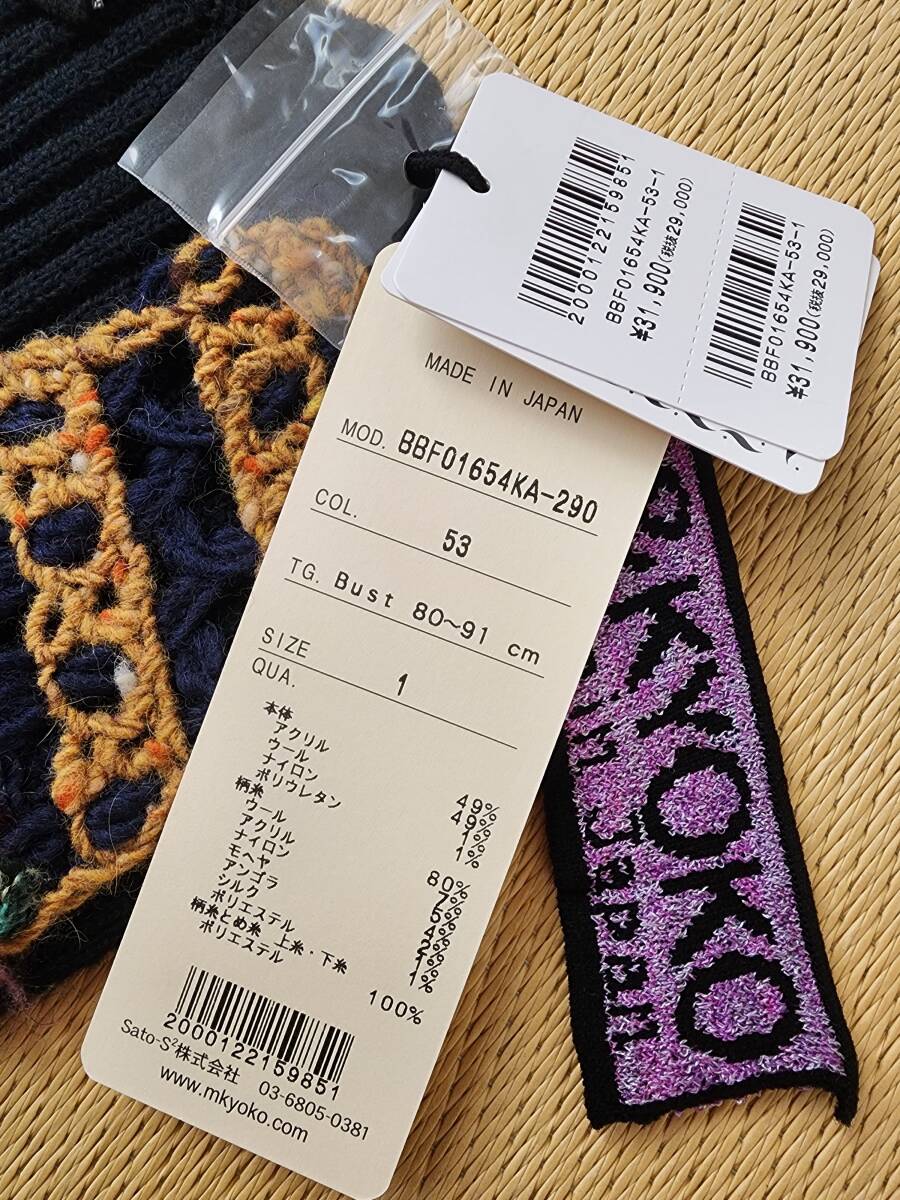 2000122159851
BBF01654KA-53-1
¥31,900(税抜29,000)
BBF01654KA-53-1
¥31,900(税抜29,000)
MADE IN JAPAN
MOD. BBF01654KA-290
COL. 53
TG. Bust 80~91 cm
SIZE 1
QUA.
本体
アクリル 49%
ウール 49%
ナイロン 1%
ポリウレタン 1%
柄糸
ウール 80%
アクリル 7%
ナイロン 5%
モヘヤ 4%
アンゴラ 2%
シルク 1%
ポリエステル 1%
柄糸とめ糸 上糸・下糸
ポリエステル 100%
2000122159851
Sato-S²株式会社 03-6805-0381
www.mkyoko.com
KYOKO
in Japan